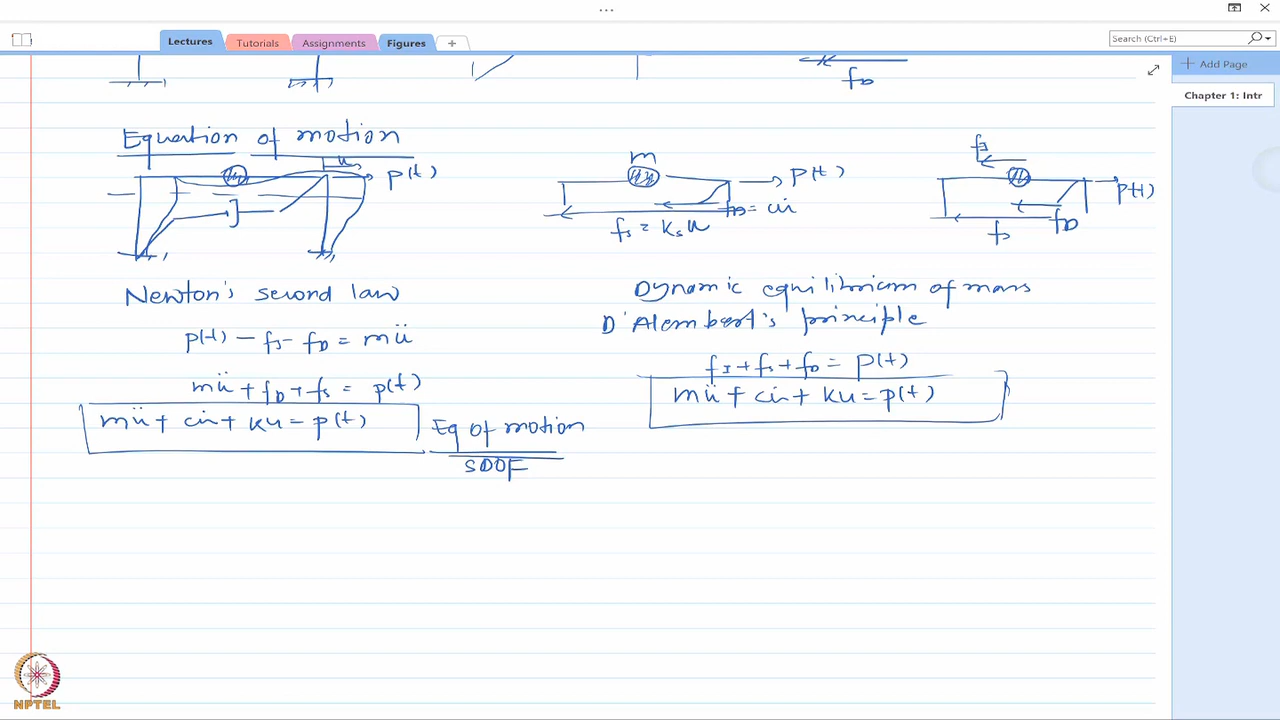 ...
Lectures Tutorials Assignments Figures +
Search (Ctrl+E)
Add Page
Chapter 1: Intr
fD
Equation of motion
u
P(t)
m
P(t)
fD = cu̇
fs = Ks u
fI
P(t)
fD
fs
Newton's second law
P(t) - fs - fD = mü
mü + fD + fs = P(t)
mü + cu̇ + Ku = P(t)
Eq of motion
SDOF
Dynamic equilibrium of mass
D'Alembert's principle
fI + fs + fD = P(t)
mü + cu̇ + Ku = P(t)
NPTEL